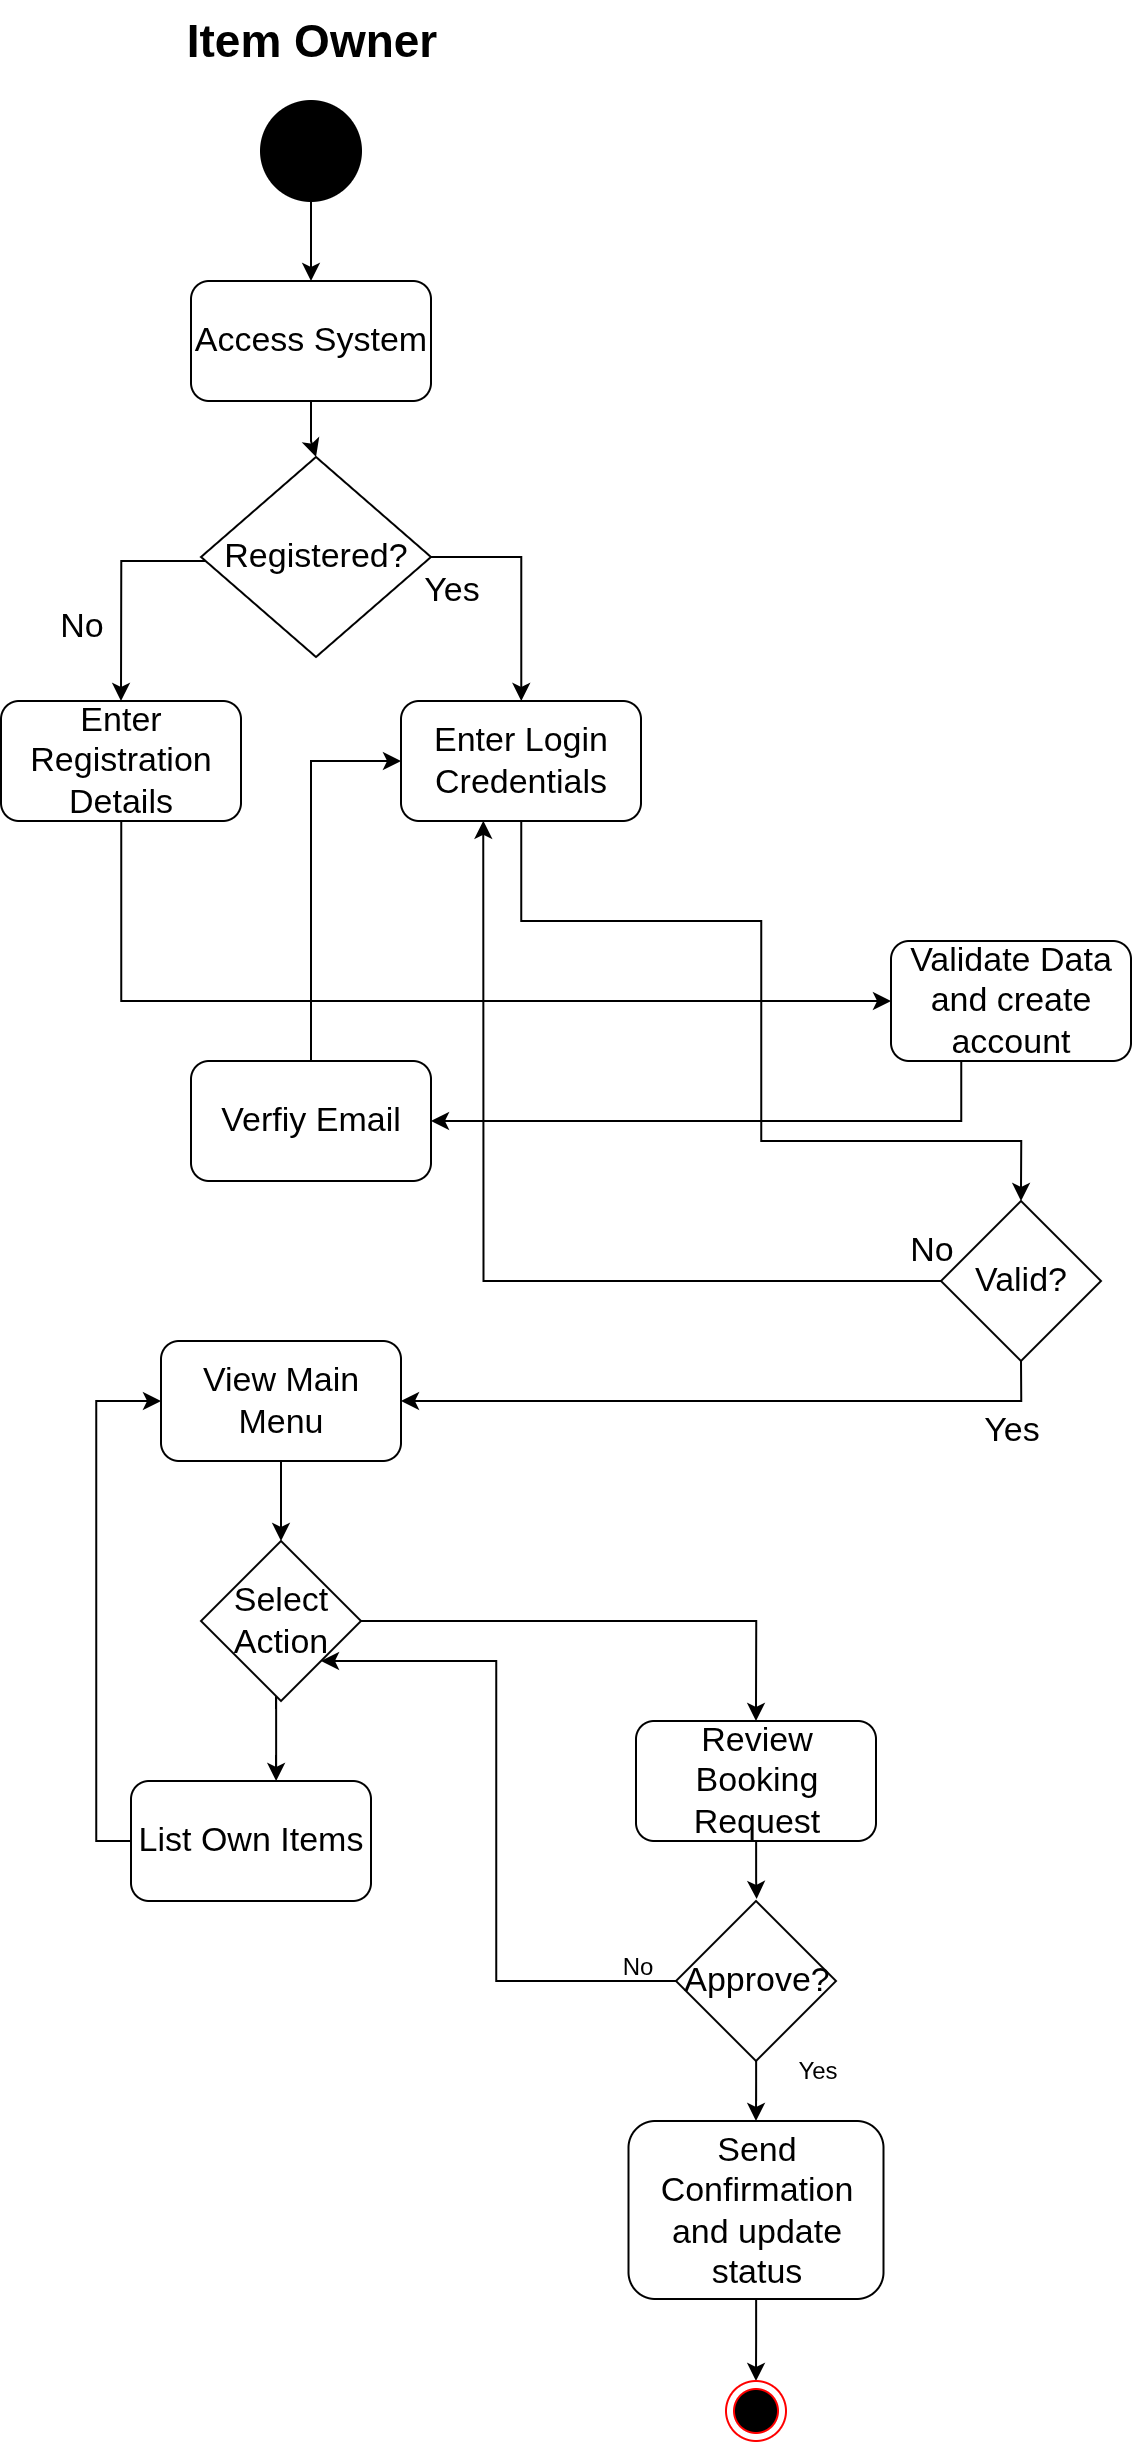 Item Owner
Access System
Registered?
Yes
No
Enter
Registration
Details
Enter Login
Credentials
Validate Data
and create
account
Verfiy Email
No
Valid?
View Main
Menu
Yes
Select
Action
Review
Booking
Request
List Own Items
No
Approve?
Yes
Send
Confirmation
and update
status